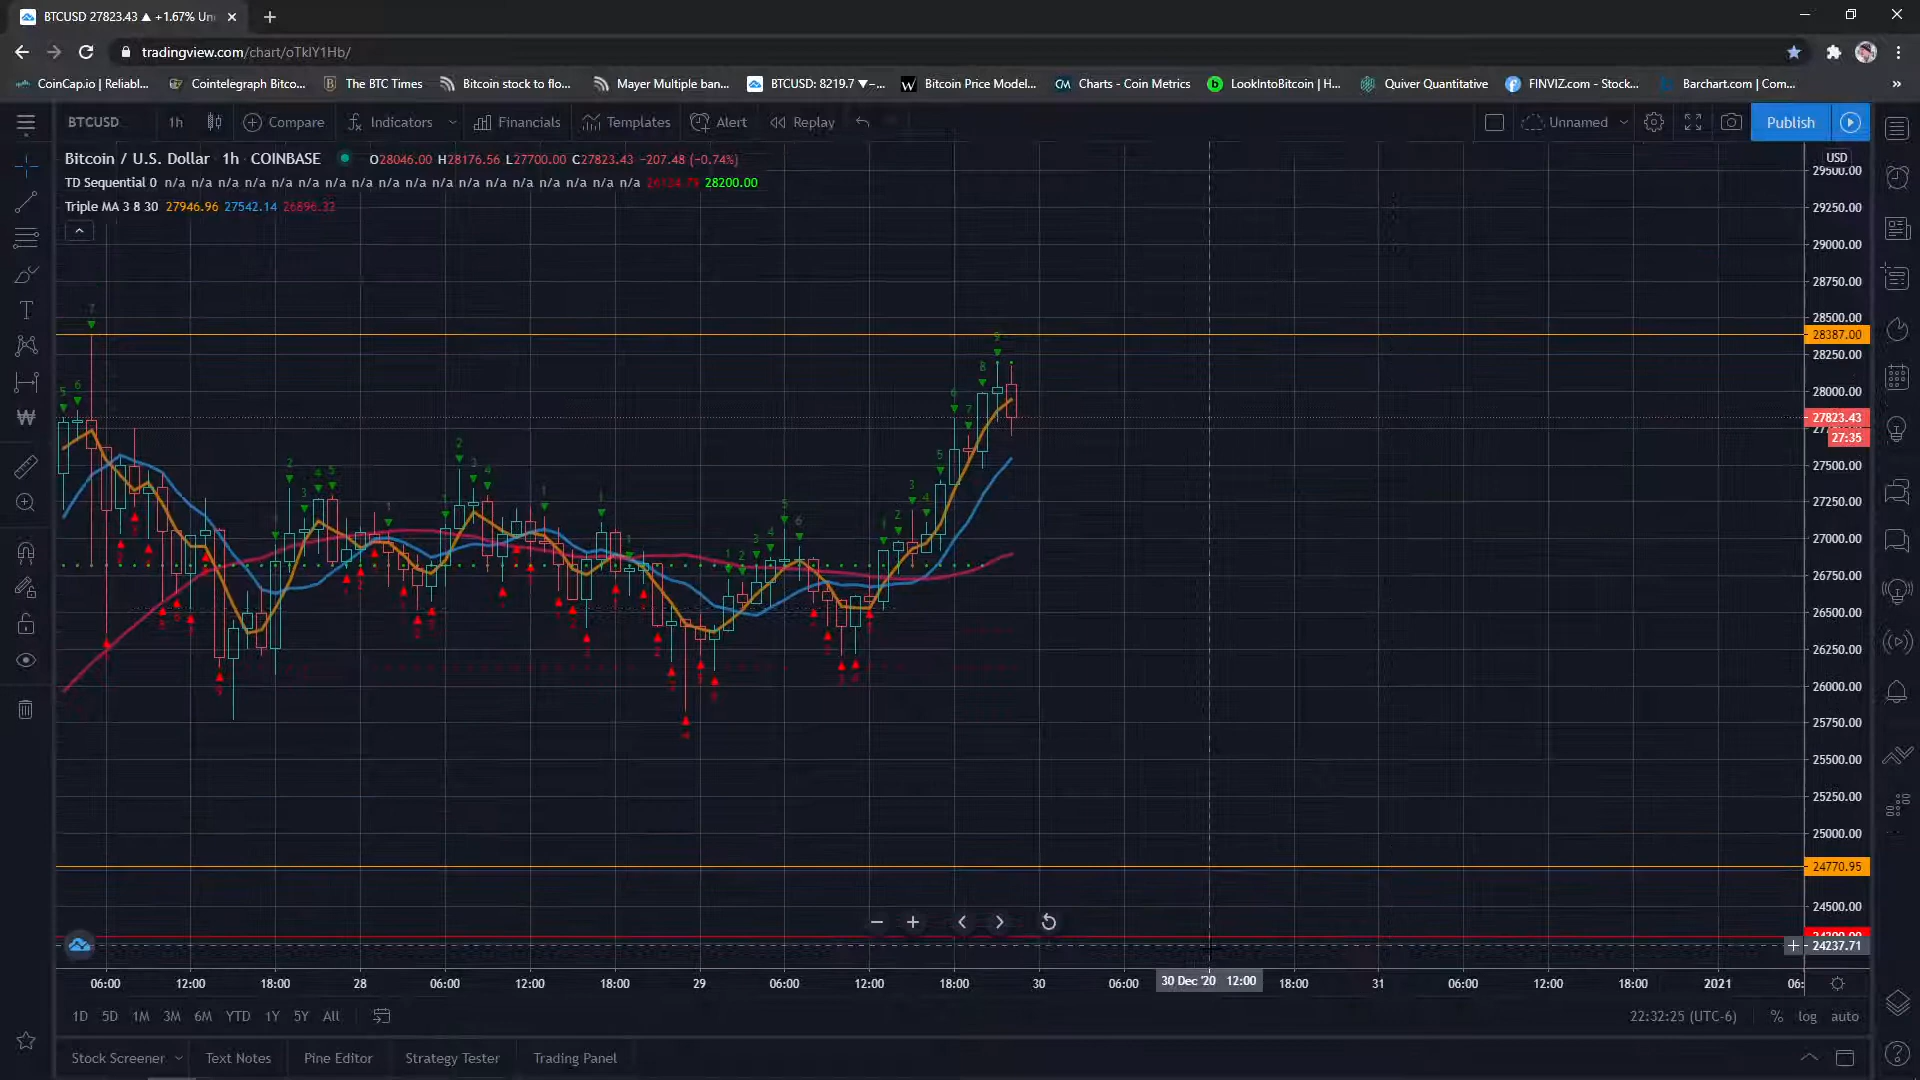 BTCUSD 27823.43 ▲ +1.67% Un
tradingview.com/chart/oTklY1Hb/
CoinCap.io | Reliabl... Cointelegraph Bitco... The BTC Times Bitcoin stock to flo... Mayer Multiple ban... BTCUSD: 8219.7 ▼−... Bitcoin Price Model... Charts - Coin Metrics LookIntoBitcoin | H... Quiver Quantitative FINVIZ.com - Stock... Barchart.com | Com... »
BTCUSD 1h Compare Indicators Financials Templates Alert Replay Unnamed Publish
Bitcoin / U.S. Dollar 1h COINBASE O28046.00 H28176.56 L27700.00 C27823.43 −207.48 (−0.74%)
TD Sequential 0 n/a n/a n/a n/a n/a n/a n/a n/a n/a n/a n/a n/a n/a n/a n/a n/a n/a n/a 28200.00
Triple MA 3 8 30 27946.96 27542.14 26896.32
USD
29500.00
29250.00
29000.00
28750.00
28500.00
28387.00
28250.00
28000.00
27823.43
27:35
27500.00
27250.00
27000.00
26750.00
26500.00
26250.00
26000.00
25750.00
25500.00
25250.00
25000.00
24770.95
24500.00
24237.71
06:00 12:00 18:00 28 06:00 12:00 18:00 29 06:00 12:00 18:00 30 06:00 30 Dec '20 12:00 18:00 31 06:00 12:00 18:00 2021 06:
1D 5D 1M 3M 6M YTD 1Y 5Y All 22:32:25 (UTC-6) % log auto
Stock Screener Text Notes Pine Editor Strategy Tester Trading Panel